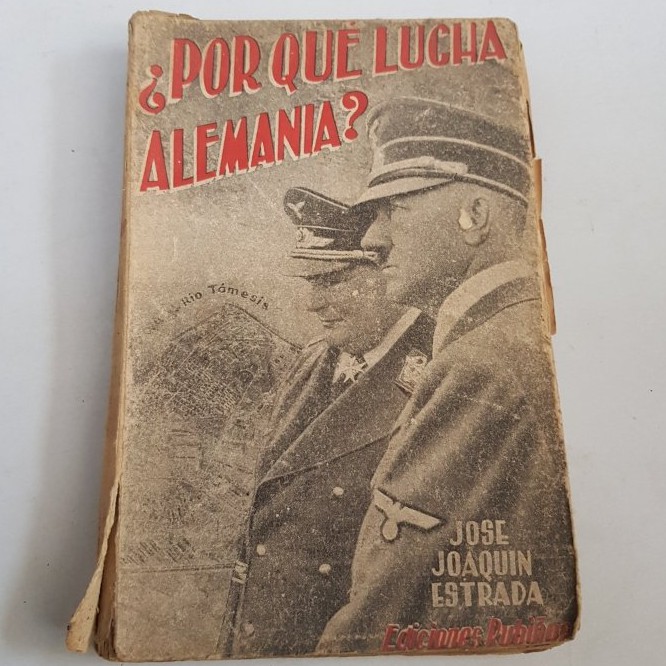 ¿POR QUÉ LUCHA
ALEMANIA?
Río Támesis
JOSE
JOAQUIN
ESTRADA
Ediciones